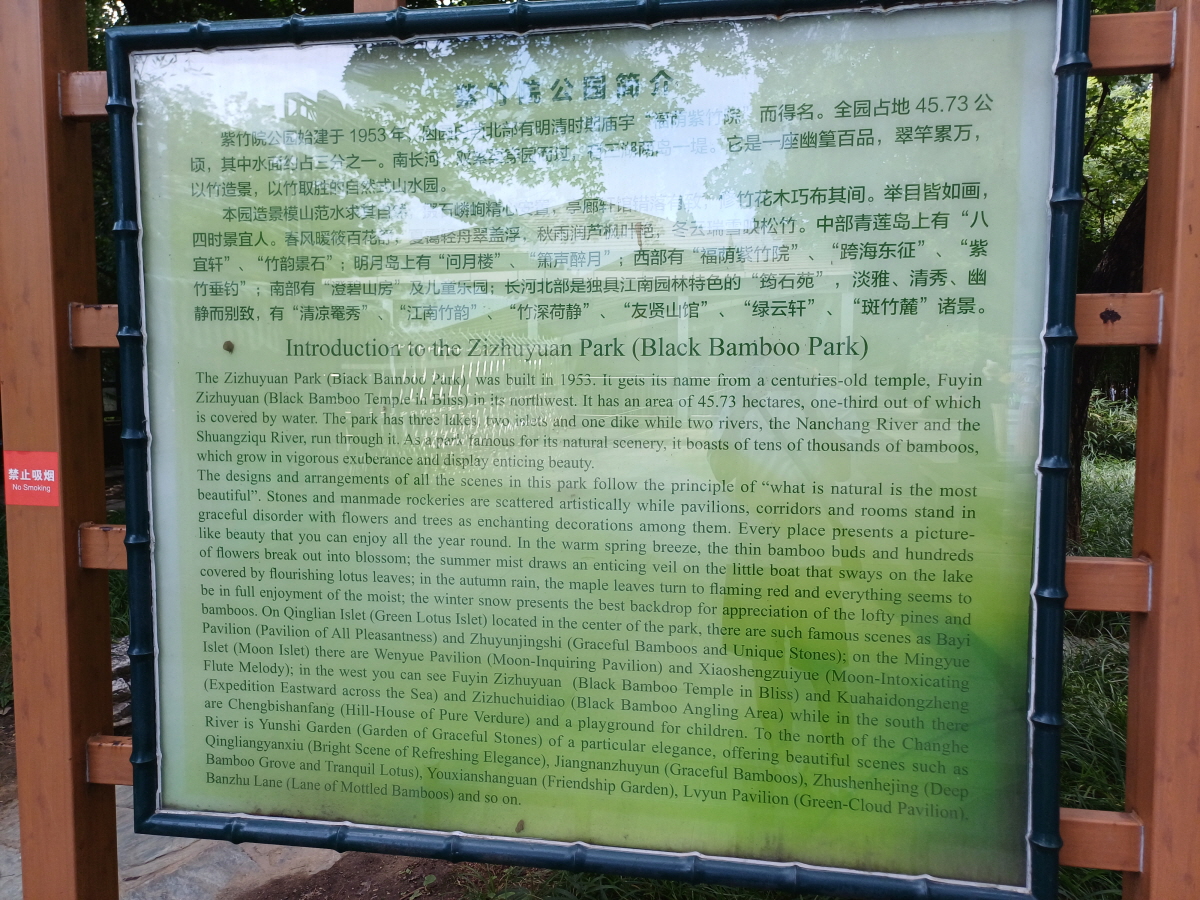 紫竹院公园简介
紫竹院公园始建于 1953 年，因园内西北部有明清时期庙宇“福荫紫竹院”而得名。全园占地 45.73 公
顷，其中水面约占三分之一。南长河、双紫渠穿园而过，形成三湖两岛一堤。它是一座幽篁百品，翠竿累万，
以竹造景，以竹取胜的自然式山水园。
本园造景模山范水求其自然，石嶙峋精心安置，亭廊轩馆错落有致，竹花木巧布其间。举目皆如画，
四时景宜人。春风暖筱百花，夏霭轻舟翠盖浮，秋雨润芦枫叶艳，冬云瑞雪映松竹。中部青莲岛上有“八
宜轩”、“竹韵景石”；明月岛上有“问月楼”、“箫声醉月”；西部有“福荫紫竹院”、“跨海东征”、“紫
竹垂钓”；南部有“澄碧山房”及儿童乐园；长河北部是独具江南园林特色的“筠石苑”，淡雅、清秀、幽
静而别致，有“清凉罨秀”、“江南竹韵”、“竹深荷静”、“友贤山馆”、“绿云轩”、“斑竹麓”诸景。
Introduction to the Zizhuyuan Park (Black Bamboo Park)
The Zizhuyuan Park (Black Bamboo Park), was built in 1953. It gets its name from a centuries-old temple, Fuyin
Zizhuyuan (Black Bamboo Temple in Bliss) in its northwest. It has an area of 45.73 hectares, one-third out of which
is covered by water. The park has three lakes, two islets and one dike while two rivers, the Nanchang River and the
Shuangziqu River, run through it. As a park famous for its natural scenery, it boasts of tens of thousands of bamboos,
which grow in vigorous exuberance and display enticing beauty.
The designs and arrangements of all the scenes in this park follow the principle of “what is natural is the most
beautiful”. Stones and manmade rockeries are scattered artistically while pavilions, corridors and rooms stand in
graceful disorder with flowers and trees as enchanting decorations among them. Every place presents a picture-
like beauty that you can enjoy all the year round. In the warm spring breeze, the thin bamboo buds and hundreds
of flowers break out into blossom; the summer mist draws an enticing veil on the little boat that sways on the lake
covered by flourishing lotus leaves; in the autumn rain, the maple leaves turn to flaming red and everything seems to
be in full enjoyment of the moist; the winter snow presents the best backdrop for appreciation of the lofty pines and
bamboos. On Qinglian Islet (Green Lotus Islet) located in the center of the park, there are such famous scenes as Bayi
Pavilion (Pavilion of All Pleasantness) and Zhuyunjingshi (Graceful Bamboos and Unique Stones); on the Mingyue
Islet (Moon Islet) there are Wenyue Pavilion (Moon-Inquiring Pavilion) and Xiaoshengzuiyue (Moon-Intoxicating
Flute Melody); in the west you can see Fuyin Zizhuyuan (Black Bamboo Temple in Bliss) and Kuahaidongzheng
(Expedition Eastward across the Sea) and Zizhuchuidiao (Black Bamboo Angling Area) while in the south there
are Chengbishanfang (Hill-House of Pure Verdure) and a playground for children. To the north of the Changhe
River is Yunshi Garden (Garden of Graceful Stones) of a particular elegance, offering beautiful scenes such as
Qingliangyanxiu (Bright Scene of Refreshing Elegance), Jiangnanzhuyun (Graceful Bamboos), Zhushenhejing (Deep
Bamboo Grove and Tranquil Lotus), Youxianshanguan (Friendship Garden), Lvyun Pavilion (Green-Cloud Pavilion).
Banzhu Lane (Lane of Mottled Bamboos) and so on.
禁止吸烟
No Smoking